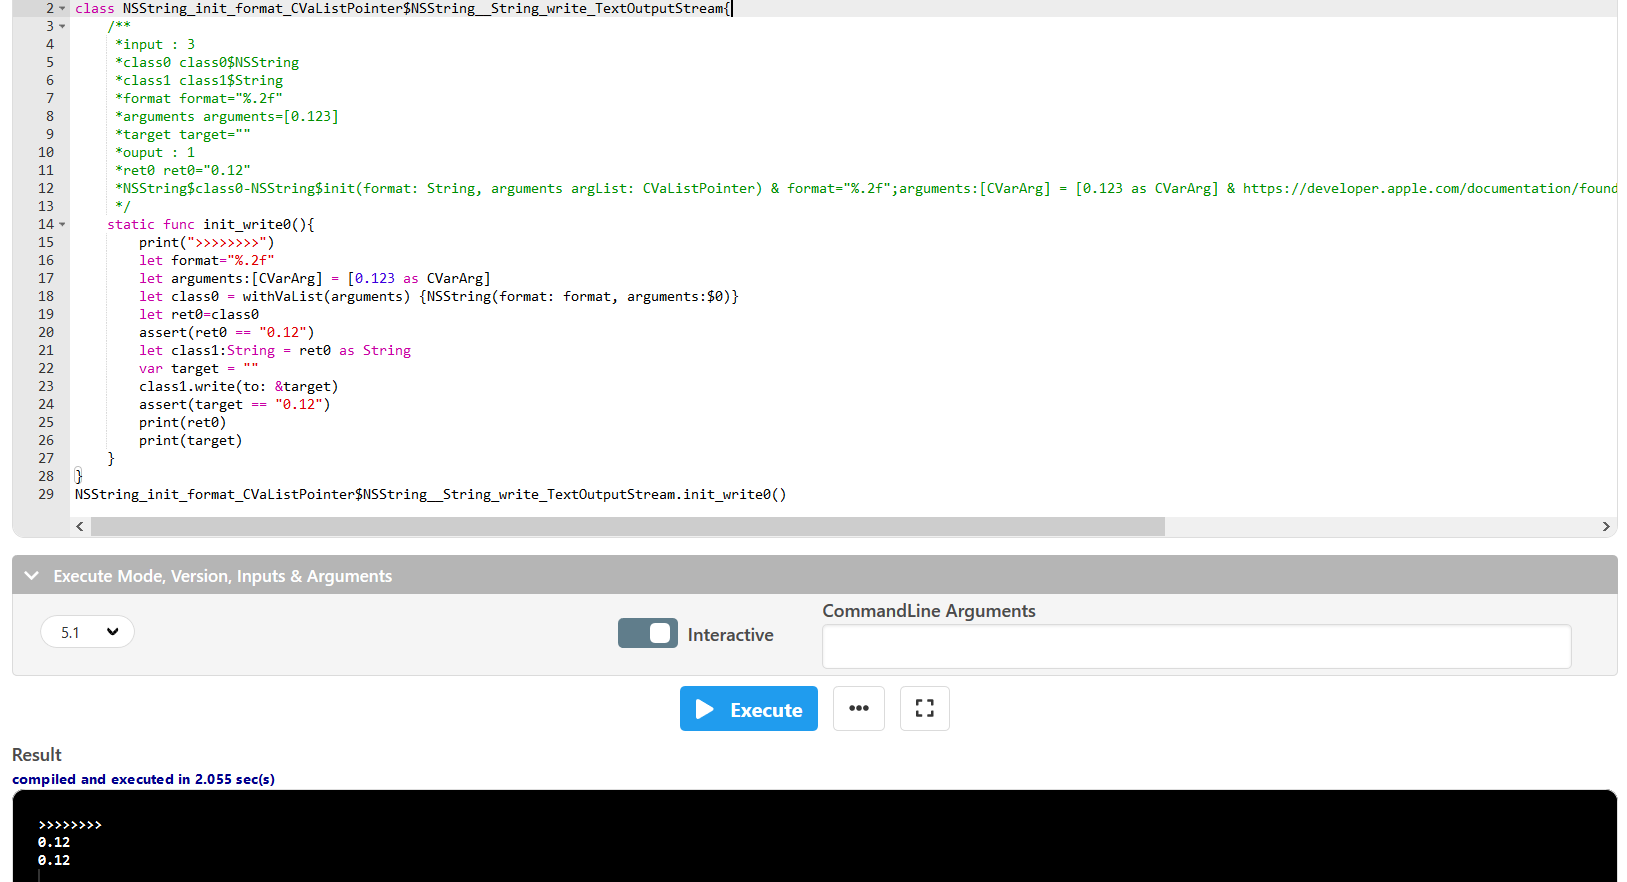 2 class NSString_init_format_CVaListPointer$NSString__String_write_TextOutputStream{
3 /**
4 *input : 3
5 *class0 class0$NSString
6 *class1 class1$String
7 *format format="%.2f"
8 *arguments arguments=[0.123]
9 *target target=""
10 *ouput : 1
11 *ret0 ret0="0.12"
12 *NSString$class0-NSString$init(format: String, arguments argList: CVaListPointer) & format="%.2f";arguments:[CVarArg] = [0.123 as CVarArg] & https://developer.apple.com/documentation/found
13 */
14 static func init_write0(){
15 print(">>>>>>>>")
16 let format="%.2f"
17 let arguments:[CVarArg] = [0.123 as CVarArg]
18 let class0 = withVaList(arguments) {NSString(format: format, arguments:$0)}
19 let ret0=class0
20 assert(ret0 == "0.12")
21 let class1:String = ret0 as String
22 var target = ""
23 class1.write(to: &target)
24 assert(target == "0.12")
25 print(ret0)
26 print(target)
27 }
28 }
29 NSString_init_format_CVaListPointer$NSString__String_write_TextOutputStream.init_write0()
Execute Mode, Version, Inputs & Arguments
CommandLine Arguments
5.1
Interactive
Execute
Result
compiled and executed in 2.055 sec(s)
>>>>>>>>
0.12
0.12